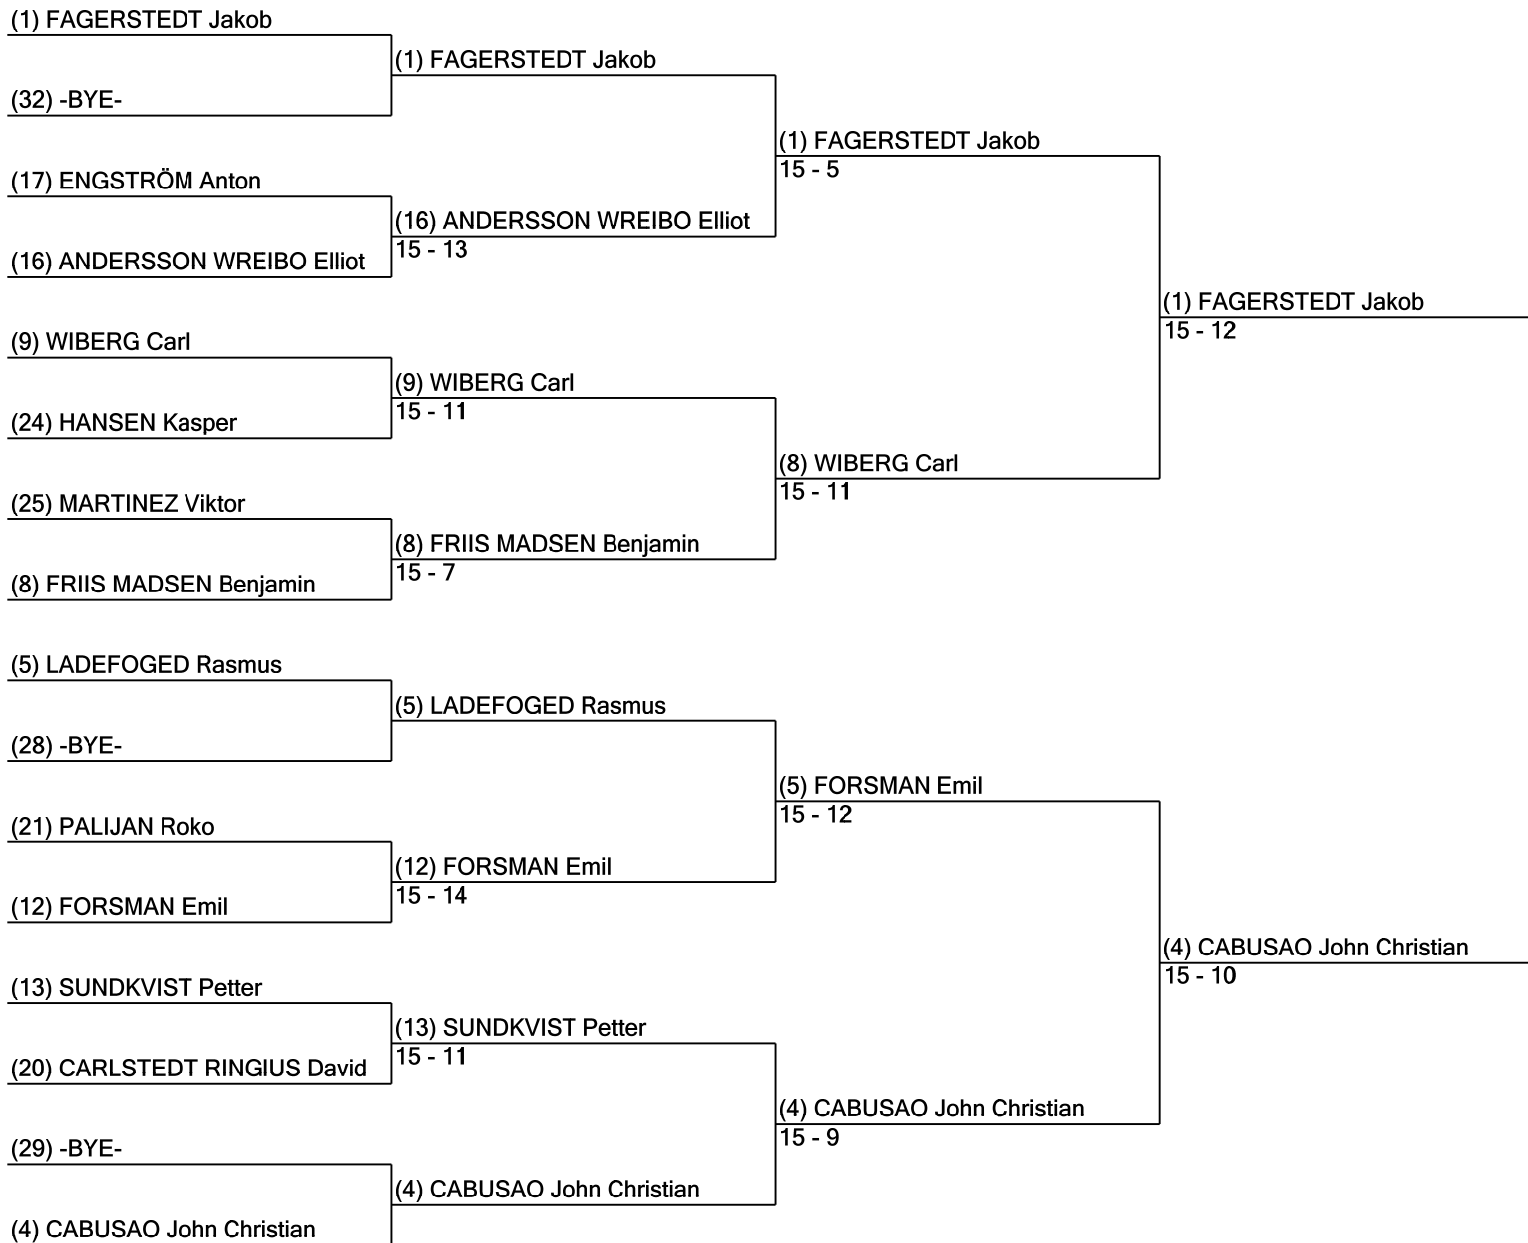 (1) FAGERSTEDT Jakob
(32) -BYE-
(17) ENGSTRÖM Anton
(16) ANDERSSON WREIBO Elliot
(9) WIBERG Carl
(24) HANSEN Kasper
(25) MARTINEZ Viktor
(8) FRIIS MADSEN Benjamin
(5) LADEFOGED Rasmus
(28) -BYE-
(21) PALIJAN Roko
(12) FORSMAN Emil
(13) SUNDKVIST Petter
(20) CARLSTEDT RINGIUS David
(29) -BYE-
(4) CABUSAO John Christian
(1) FAGERSTEDT Jakob
(16) ANDERSSON WREIBO Elliot
15 - 13
(9) WIBERG Carl
15 - 11
(8) FRIIS MADSEN Benjamin
15 - 7
(5) LADEFOGED Rasmus
(12) FORSMAN Emil
15 - 14
(13) SUNDKVIST Petter
15 - 11
(4) CABUSAO John Christian
(1) FAGERSTEDT Jakob
15 - 5
(8) WIBERG Carl
15 - 11
(5) FORSMAN Emil
15 - 12
(4) CABUSAO John Christian
15 - 9
(1) FAGERSTEDT Jakob
15 - 12
(4) CABUSAO John Christian
15 - 10